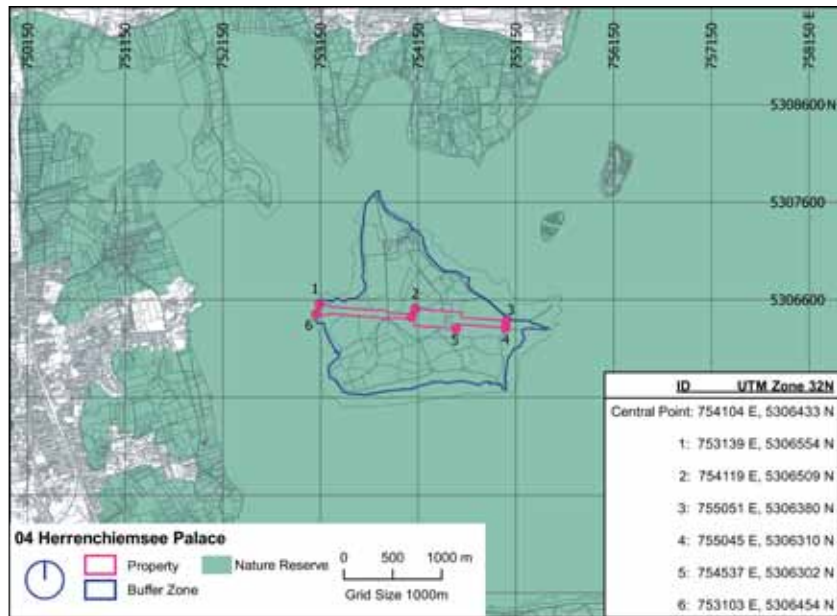 750150
751150
752150
753150
754150
755150
756150
757150
758150 E
5308600 N
5307600
5306600
1
2
3
6
5
4
ID UTM Zone 32N
Central Point: 754104 E, 5306433 N
1: 753139 E, 5306554 N
2: 754119 E, 5306509 N
3: 755051 E, 5306380 N
4: 755045 E, 5306310 N
5: 754537 E, 5306302 N
6: 753103 E, 5306454 N
04 Herrenchiemsee Palace
Property
Buffer Zone
Nature Reserve
0 500 1000 m
Grid Size 1000m